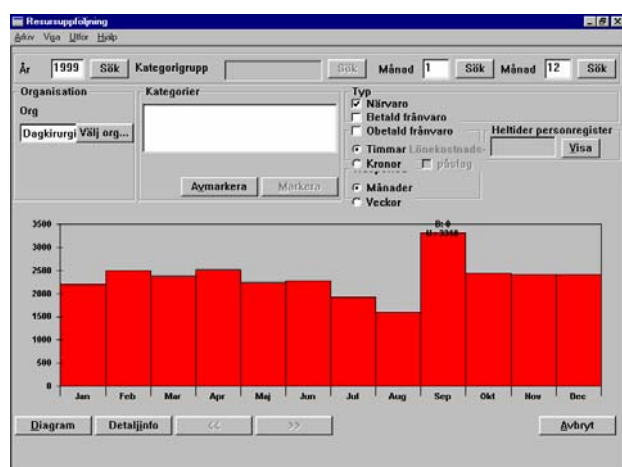 Resursuppföljning
Arkiv Visa Utför Hjälp
År 1999 Sök Kategorigrupp Sök Månad 1 Sök Månad 12 Sök
Organisation
Org
Dagkirurgi Välj org...
Kategorier
Avmarkera Markera
Typ
Närvaro
Betald frånvaro
Obetald frånvaro
Timmar Lönekostnads-
Kronor påslag
Månader
Veckor
Heltider personregister
Visa
B: 0
U: 3318
3500
3000
2500
2000
1500
1000
500
0
Jan Feb Mar Apr Maj Jun Jul Aug Sep Okt Nov Dec
Diagram Detaljinfo << >> Avbryt